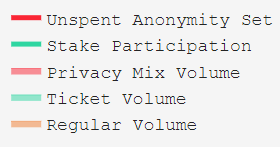 Unspent Anonymity Set
Stake Participation
Privacy Mix Volume
Ticket Volume
Regular Volume